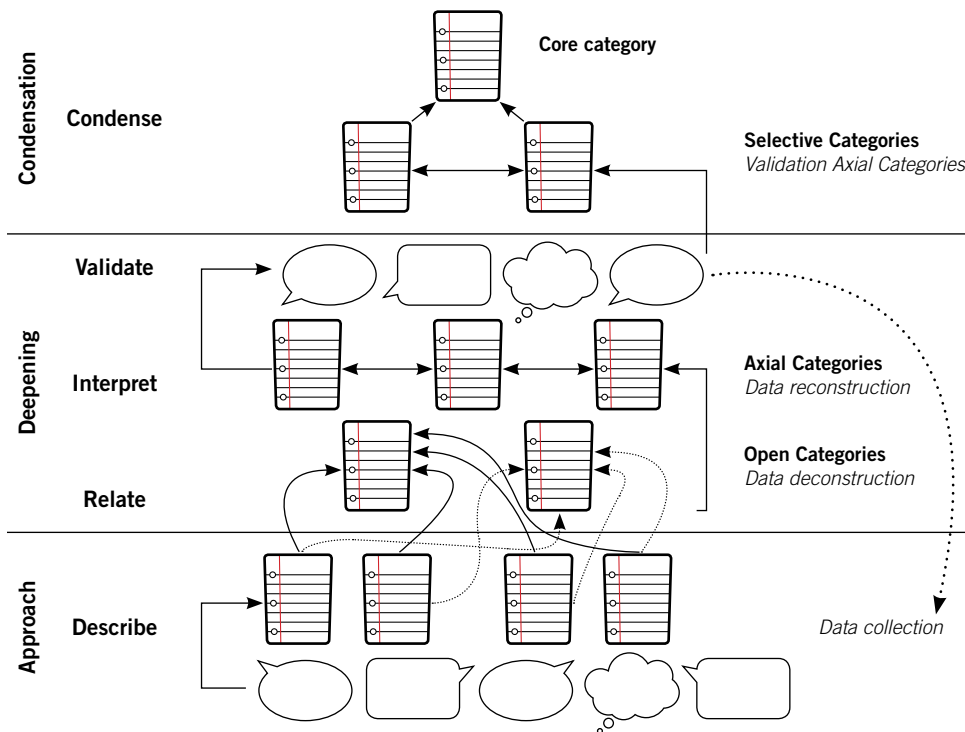 Core category
Condensation
Condense
Selective Categories
Validation Axial Categories
Validate
Deepening
Interpret
Axial Categories
Data reconstruction
Open Categories
Data deconstruction
Relate
Approach
Describe
Data collection